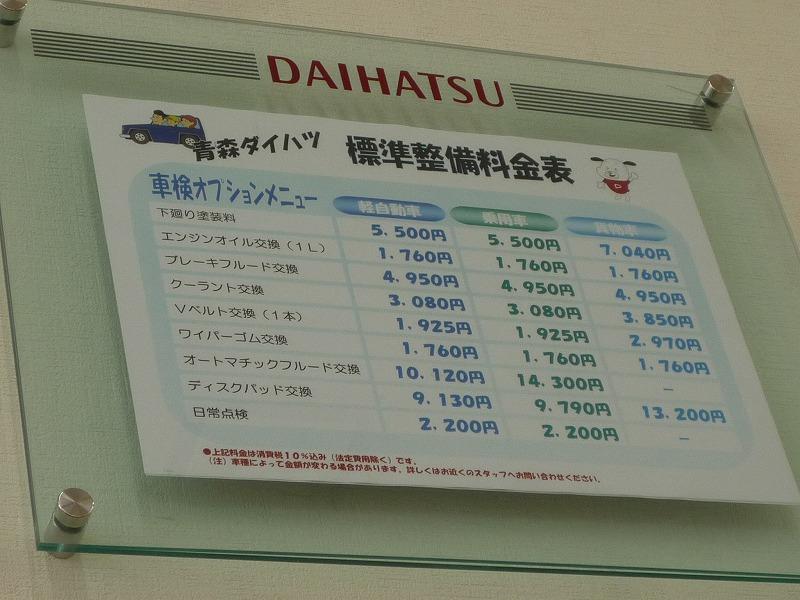 DAIHATSU
青森ダイハツ 標準整備料金表
車検オプションメニュー 軽自動車 乗用車 貨物車
下廻り塗装料 5,500円 5,500円 7,040円
エンジンオイル交換(1L) 1,760円 1,760円 1,760円
ブレーキフルード交換 4,950円 4,950円 4,950円
クーラント交換 3,080円 3,080円 3,850円
Vベルト交換(1本) 1,925円 1,925円 2,970円
ワイパーゴム交換 1,760円 1,760円 1,760円
オートマチックフルード交換 10,120円 14,300円 –
ディスクパッド交換 9,130円 9,790円 13,200円
日常点検 2,200円 2,200円 –
●上記料金は消費税10%込み(法定費用除く)です。
(注)車種によって金額が変わる場合があります。詳しくはお近くのスタッフへお問い合わせください。